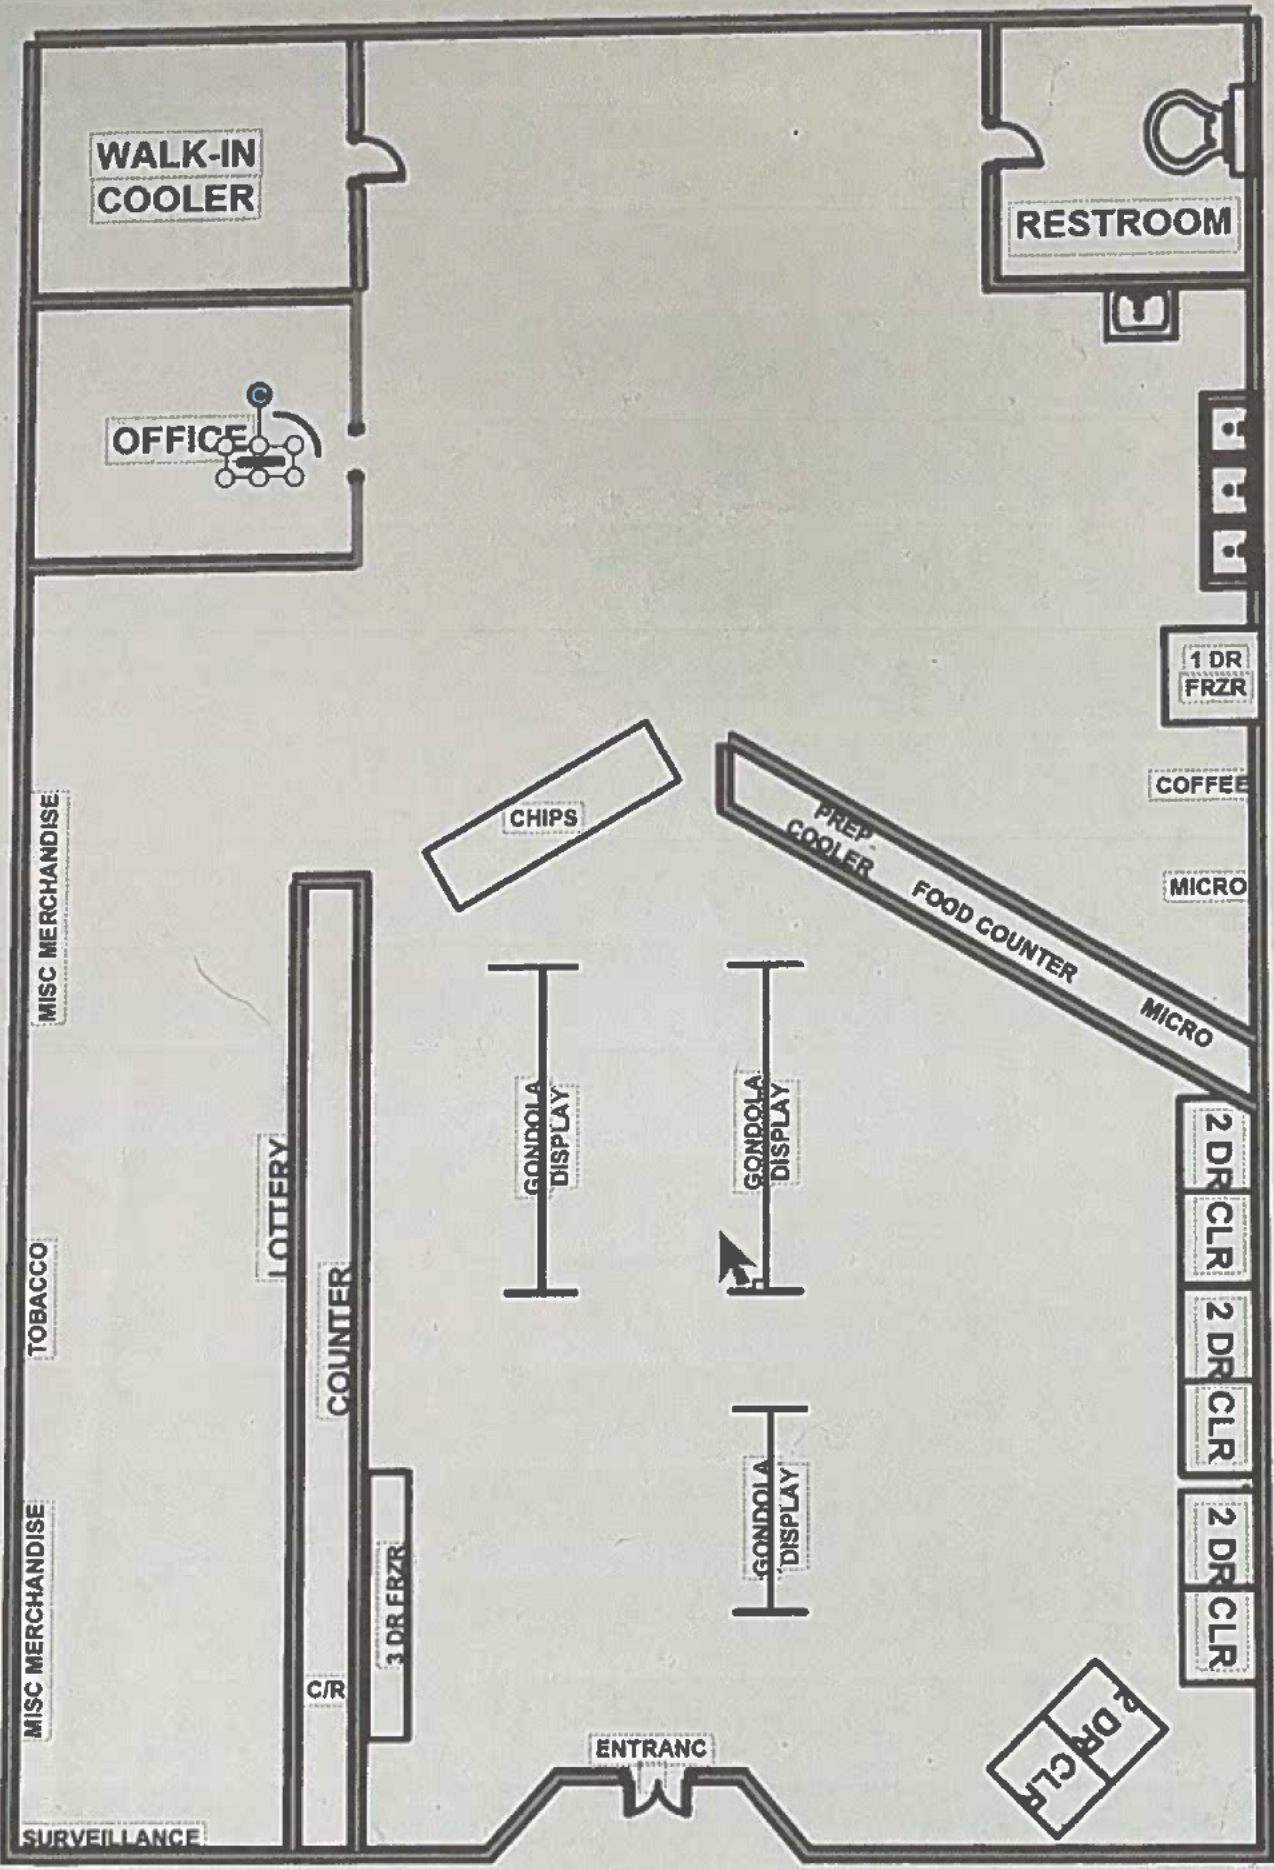 WALK-IN
COOLER
RESTROOM
C
OFFICE
1 DR
FRZR
COFFEE
CHIPS
PREP
COOLER
FOOD COUNTER
MICRO
MICRO
MISC MERCHANDISE
GONDOLA
DISPLAY
GONDOLA
DISPLAY
LOTTERY
COUNTER
TOBACCO
2 DR CLR
2 DR CLR
GONDOLA
DISPLAY
2 DR CLR
MISC MERCHANDISE
3 DR FRZR
C/R
ENTRANC
2 DR CLR
SURVEILLANCE